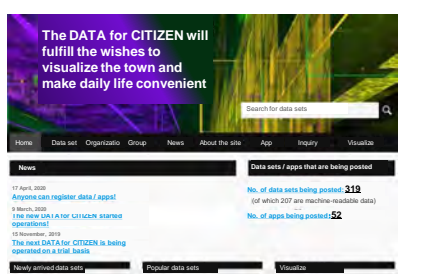 The DATA for CITIZEN will
fulfill the wishes to
visualize the town and
make daily life convenient
Search for data sets
Home Data set Organizatio Group News About the site App Inquiry Visualize
News
17 April, 2020
Anyone can register data / apps!
9 March, 2020
The new DATA for CITIZEN started
operations!
15 November, 2019
The next DATA for CITIZEN is being
operated on a trial basis
Data sets / apps that are being posted
No. of data sets being posted: 319
(of which 207 are machine-readable data)
No. of apps being posted: 52
Newly arrived data sets Popular data sets Visualize